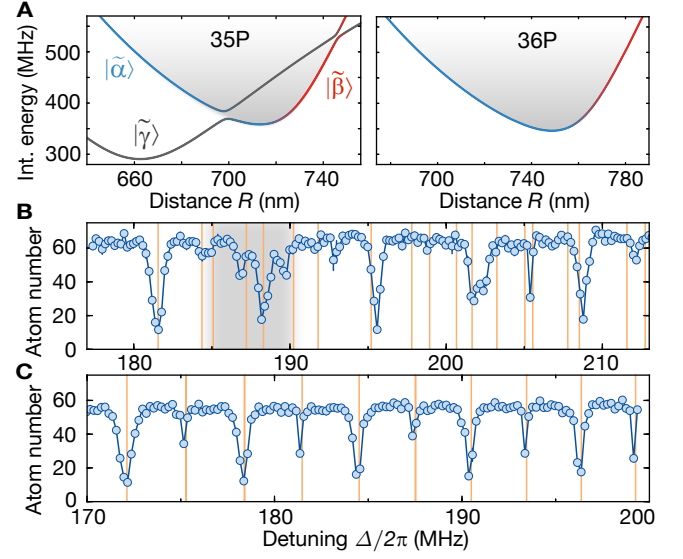 A
35P
36P
500
400
300
Int. energy (MHz)
|α̃⟩
|β̃⟩
|γ̃⟩
660 700 740
700 740 780
Distance R (nm)
Distance R (nm)
B
60
40
20
0
Atom number
180 190 200 210
C
60
40
20
0
Atom number
170 180 190 200
Detuning Δ/2π (MHz)